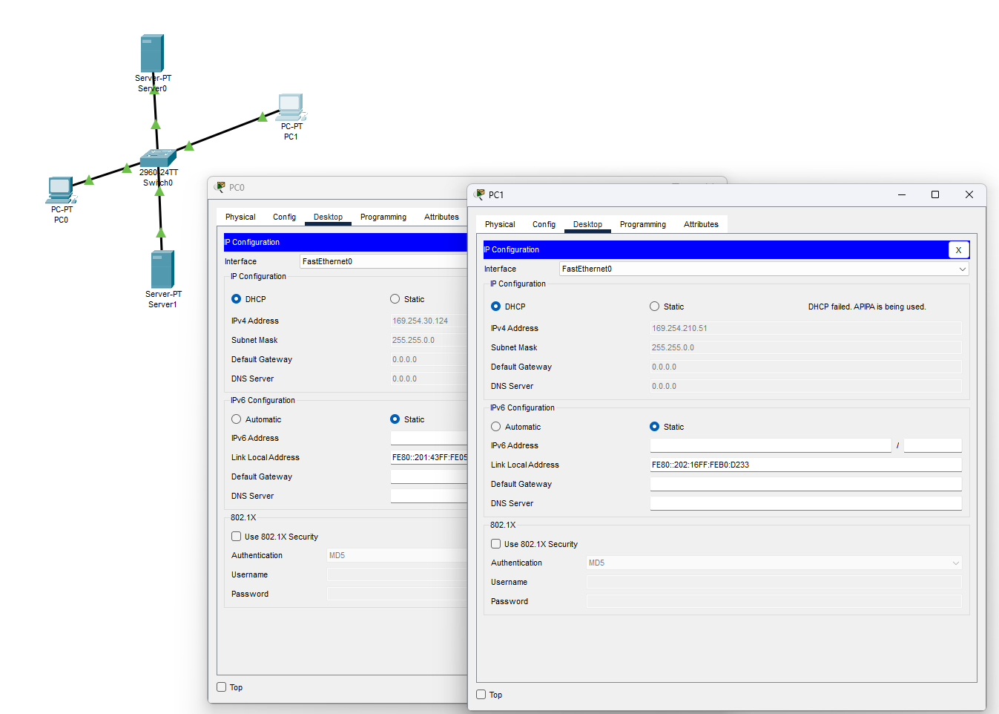 Server-PT
Server0
PC-PT
PC1
2960-24TT
Switch0
PC-PT
PC0
Server-PT
Server1
PC0
Physical Config Desktop Programming Attributes
IP Configuration
Interface FastEthernet0
IP Configuration
DHCP Static
IPv4 Address 169.254.30.124
Subnet Mask 255.255.0.0
Default Gateway 0.0.0.0
DNS Server 0.0.0.0
IPv6 Configuration
Automatic Static
IPv6 Address
Link Local Address FE80::201:43FF:FE05
Default Gateway
DNS Server
802.1X
Use 802.1X Security
Authentication MD5
Username
Password
Top
PC1
Physical Config Desktop Programming Attributes
IP Configuration X
Interface FastEthernet0
IP Configuration
DHCP Static DHCP failed. APIPA is being used.
IPv4 Address 169.254.210.51
Subnet Mask 255.255.0.0
Default Gateway 0.0.0.0
DNS Server 0.0.0.0
IPv6 Configuration
Automatic Static
IPv6 Address /
Link Local Address FE80::202:16FF:FEB0:D233
Default Gateway
DNS Server
802.1X
Use 802.1X Security
Authentication MD5
Username
Password
Top